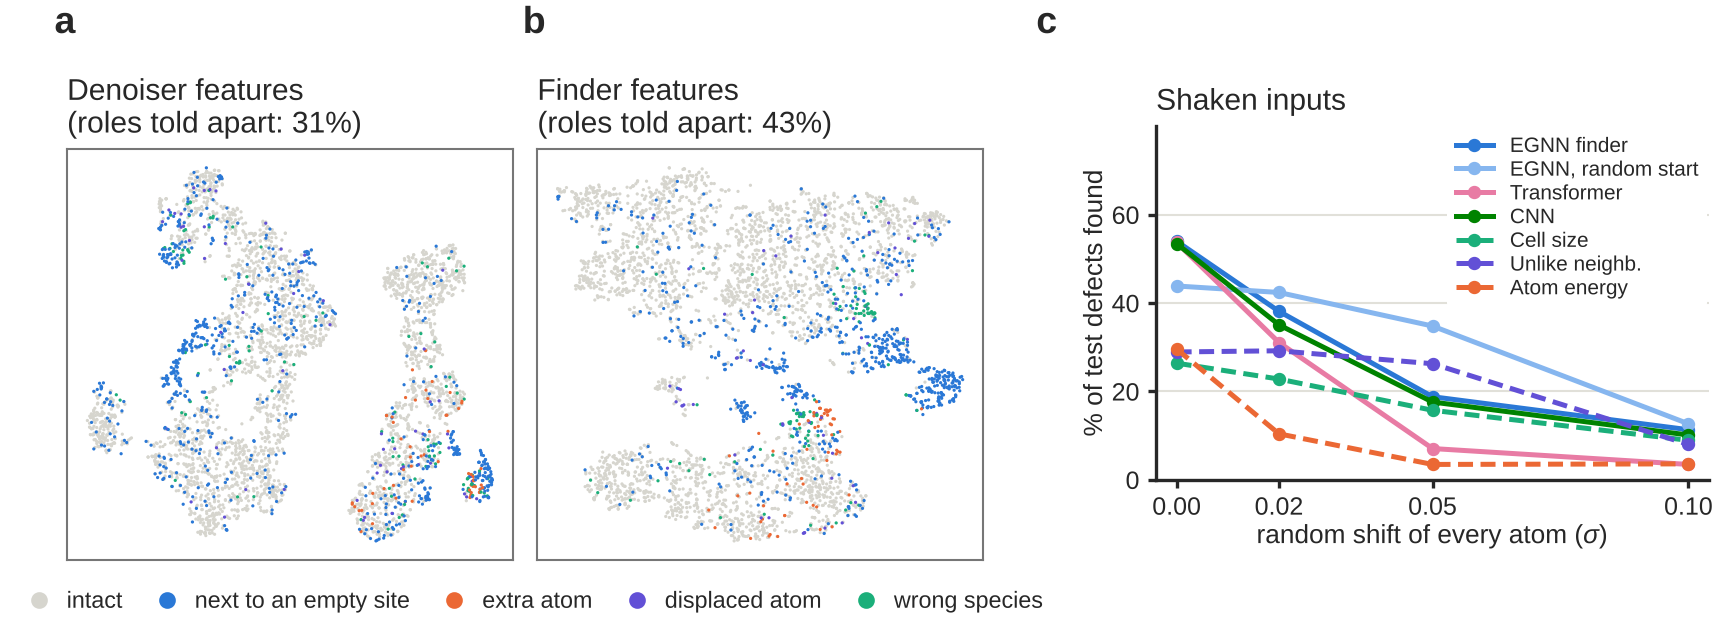 a
b
c
Denoiser features
(roles told apart: 31%)
Finder features
(roles told apart: 43%)
Shaken inputs
EGNN finder
EGNN, random start
Transformer
CNN
Cell size
Unlike neighb.
Atom energy
% of test defects found
60
40
20
0
0.00
0.02
0.05
0.10
random shift of every atom (σ)
intact
next to an empty site
extra atom
displaced atom
wrong species